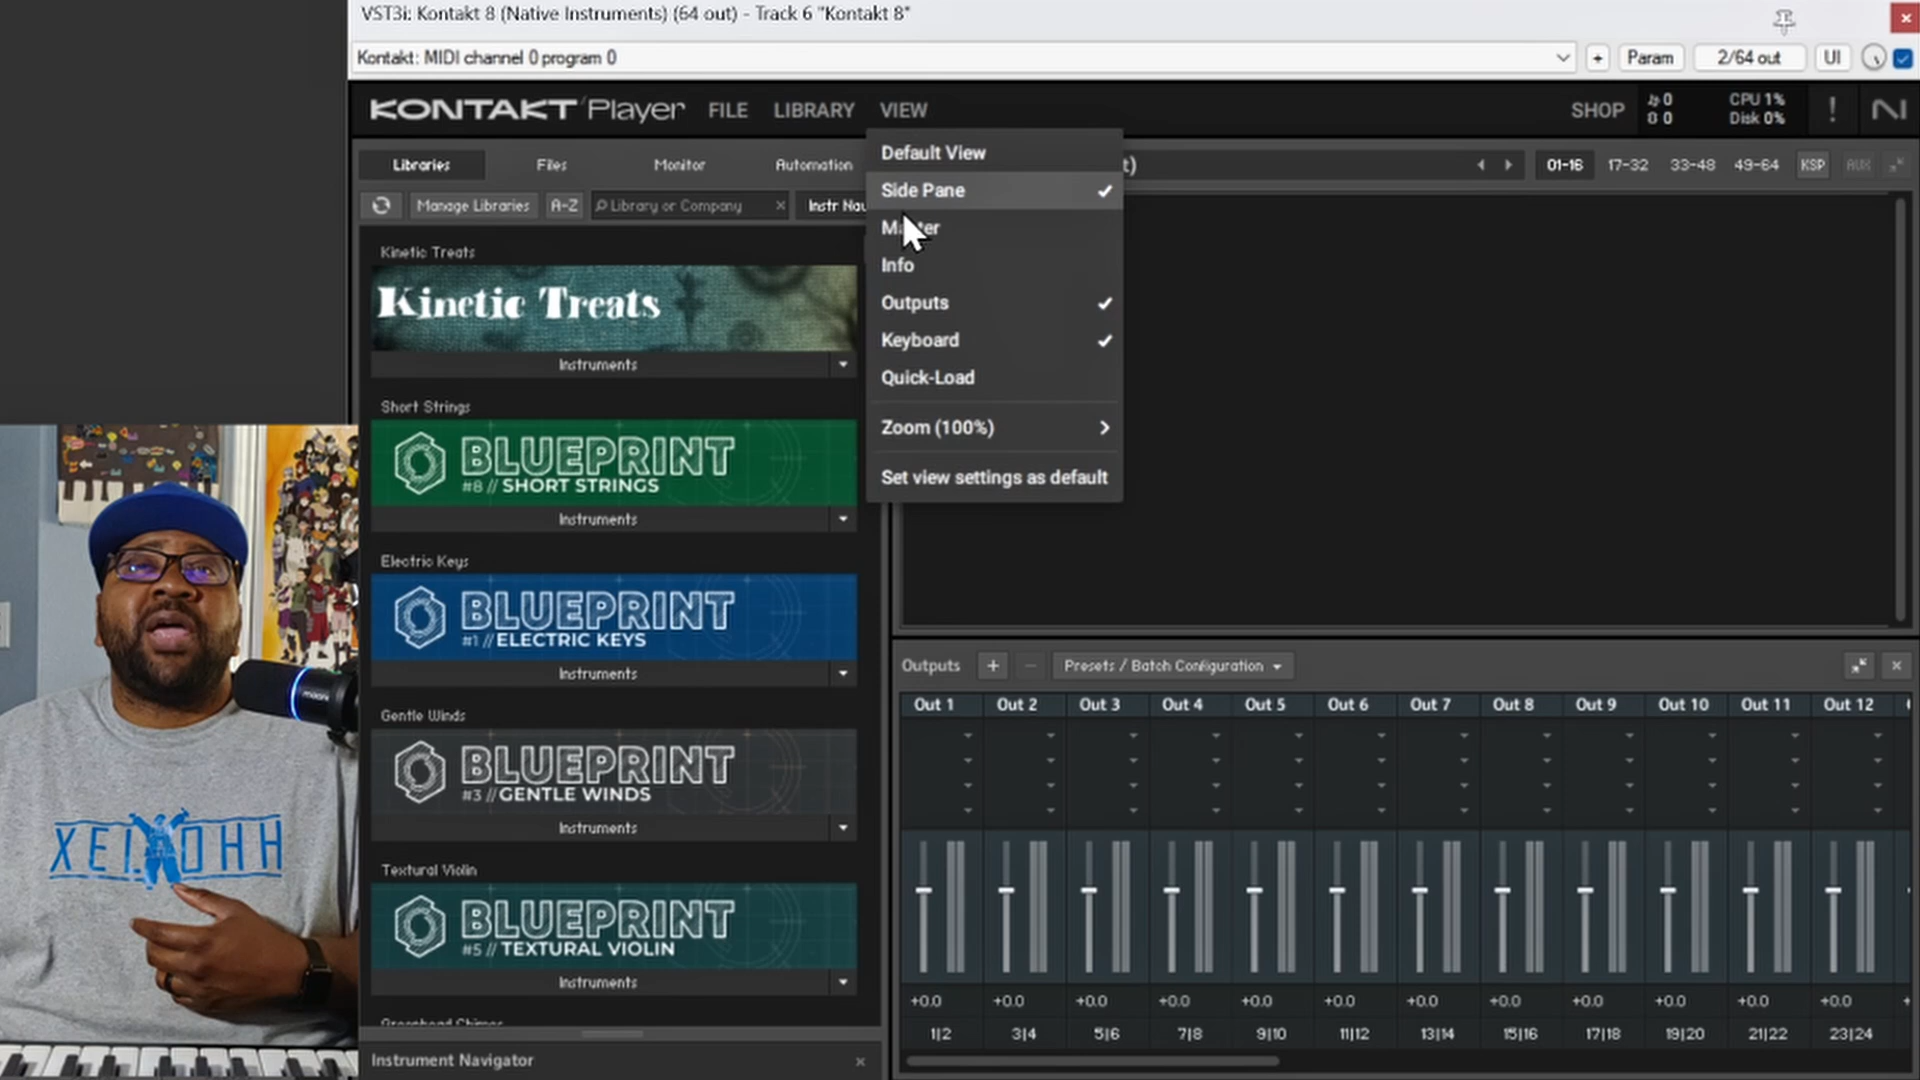 VST3i: Kontakt 8 (Native Instruments) (64 out) - Track 6 "Kontakt 8"
Kontakt: MIDI channel 0 program 0
+
Param
2/64 out
UI
KONTAKT Player
FILE
LIBRARY
VIEW
SHOP
0
0
CPU 1%
Disk 0%
!
Libraries
Files
Monitor
Automation
01-16
17-32
33-48
49-64
KSP
AUX
Manage Libraries
A-Z
Library or Company
Instr Nav
Default View
Side Pane
Info
Outputs
Keyboard
Quick-Load
Zoom (100%)
Set view settings as default
Kinetic Treats
Kinetic Treats
Instruments
Short Strings
BLUEPRINT
#8 // SHORT STRINGS
Instruments
Electric Keys
BLUEPRINT
#1 // ELECTRIC KEYS
Instruments
Gentle Winds
BLUEPRINT
#3 // GENTLE WINDS
Instruments
Textural Violin
BLUEPRINT
#5 // TEXTURAL VIOLIN
Instruments
Instrument Navigator
Outputs
+
Presets / Batch Configuration
Out 1
Out 2
Out 3
Out 4
Out 5
Out 6
Out 7
Out 8
Out 9
Out 10
Out 11
Out 12
+0.0
+0.0
+0.0
+0.0
+0.0
+0.0
+0.0
+0.0
+0.0
+0.0
+0.0
+0.0
1|2
3|4
5|6
7|8
9|10
11|12
13|14
15|16
17|18
19|20
21|22
23|24